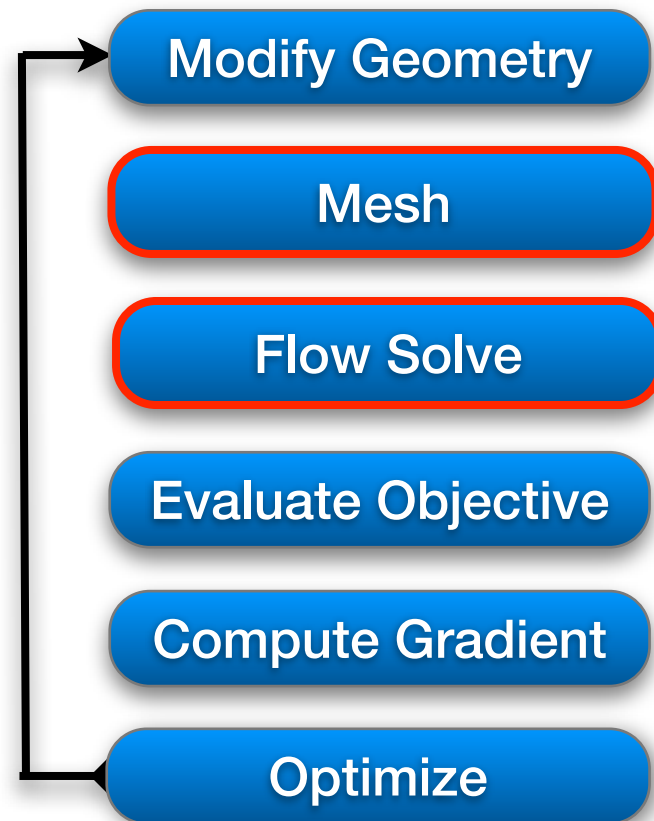 Modify Geometry
Mesh
Flow Solve
Evaluate Objective
Compute Gradient
Optimize